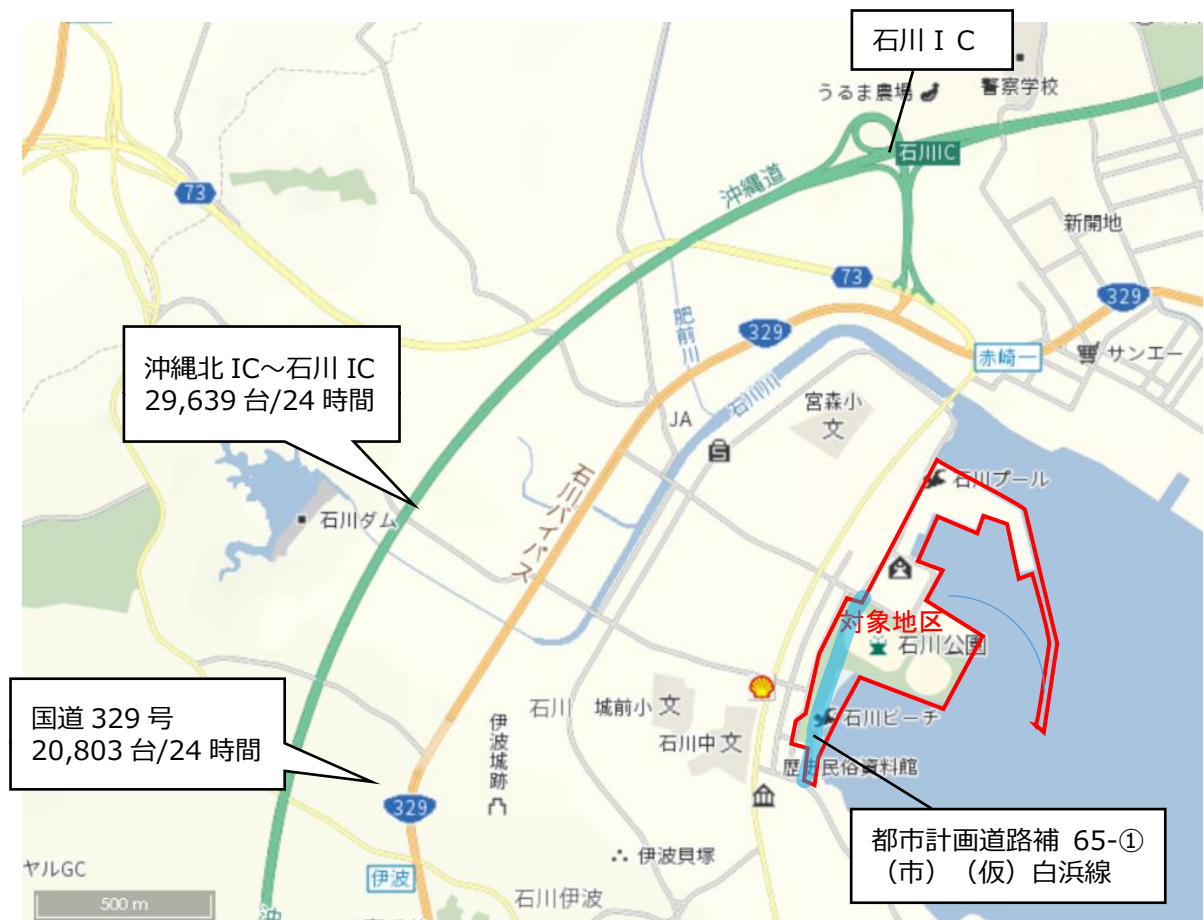 石川ＩＣ
うるま農場
警察学校
石川IC
沖縄道
73
新開地
73
329
肥前川
329
沖縄北 IC～石川 IC
29,639 台/24 時間
赤崎一
サンエー
石川川
宮森小
文
JA
石川プール
石川バイパス
石川ダム
対象地区
石川公園
国道 329 号
20,803 台/24 時間
石川
城前小
文
石川ビーチ
伊波城跡
石川中
文
歴史民俗資料館
329
都市計画道路補 65-①
（市）（仮）白浜線
伊波貝塚
ヤルGC
伊波
石川伊波
500 m
沖